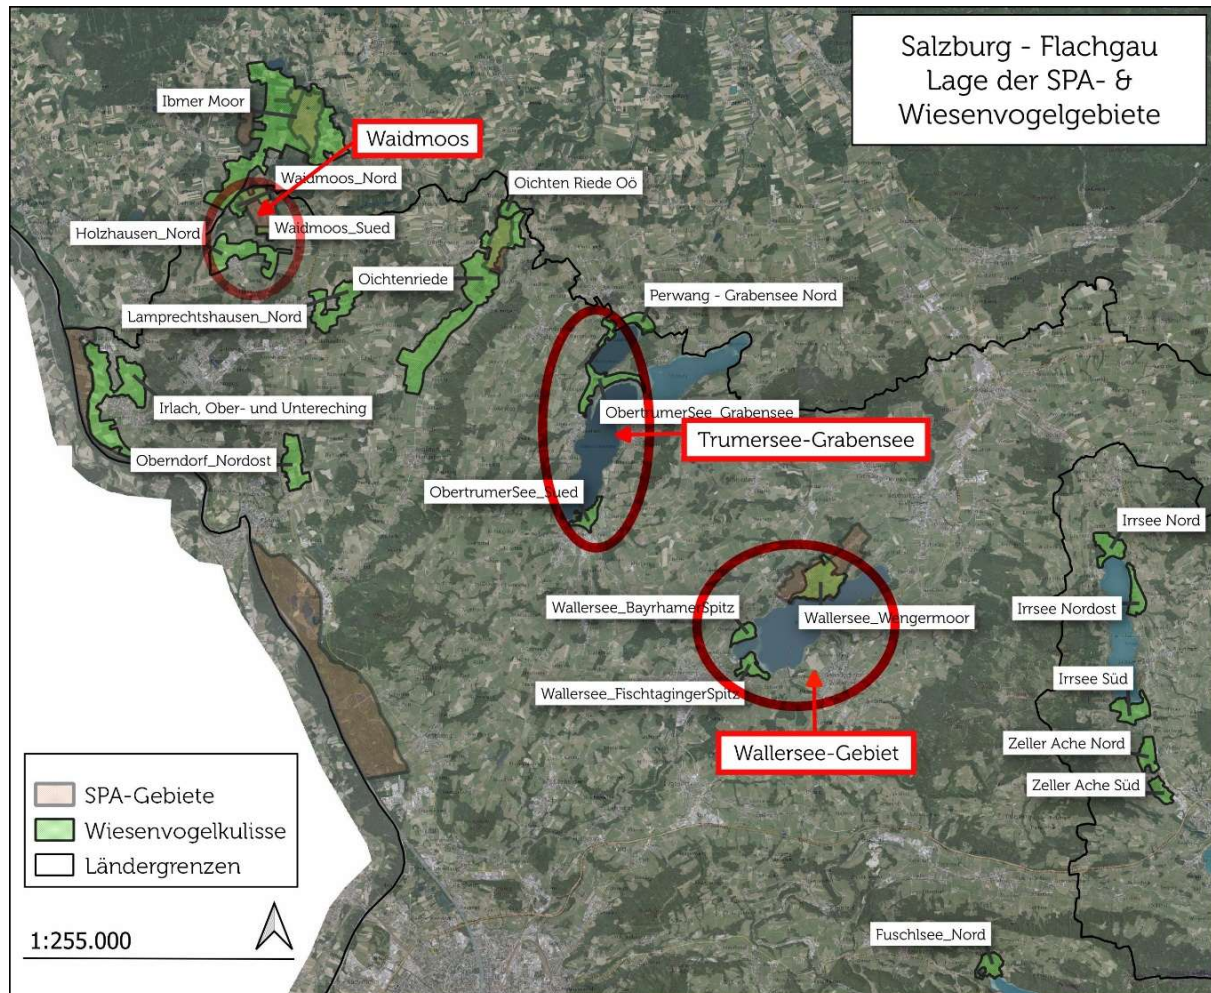 Salzburg - Flachgau
Lage der SPA- &
Wiesenvogelgebiete
Ibmer Moor
Waidmoos
Waidmoos_Nord
Oichten Riede Oö
Holzhausen_Nord
Waidmoos_Sued
Oichtenriede
Perwang - Grabensee Nord
Lamprechtshausen_Nord
Irlach, Ober- und Untereching
ObertrumerSee_Grabensee
Trumersee-Grabensee
Oberndorf_Nordost
ObertrumerSee_Sued
Irrsee Nord
Wallersee_BayrhamerSpitz
Wallersee_Wengermoor
Irrsee Nordost
Wallersee_FischtagingerSpitz
Irrsee Süd
Wallersee-Gebiet
Zeller Ache Nord
Zeller Ache Süd
SPA-Gebiete
Wiesenvogelkulisse
Ländergrenzen
1:255.000
Fuschlsee_Nord